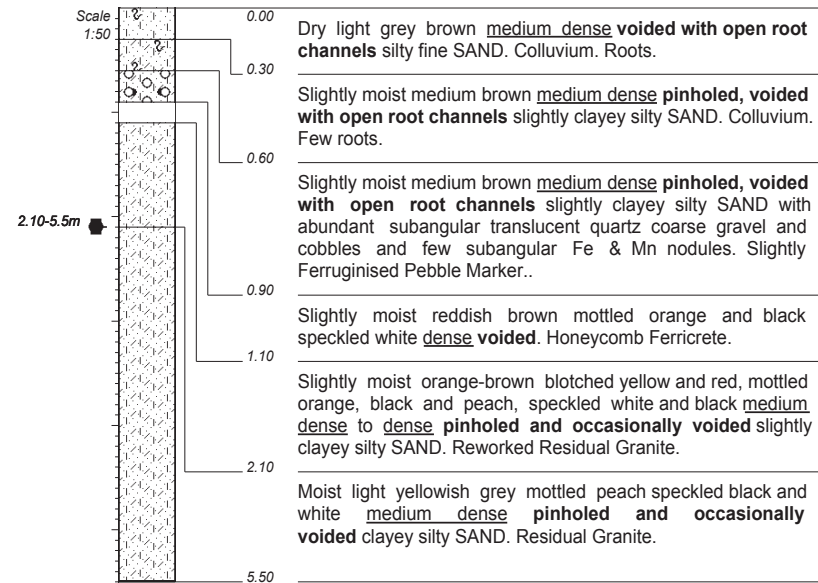 Scale
1:50
0.00
Dry light grey brown medium dense voided with open root
channels silty fine SAND. Colluvium. Roots.
0.30
Slightly moist medium brown medium dense pinholed, voided
with open root channels slightly clayey silty SAND. Colluvium.
Few roots.
0.60
Slightly moist medium brown medium dense pinholed, voided
with open root channels slightly clayey silty SAND with
abundant subangular translucent quartz coarse gravel and
cobbles and few subangular Fe & Mn nodules. Slightly
Ferruginised Pebble Marker..
2.10-5.5m
0.90
Slightly moist reddish brown mottled orange and black
speckled white dense voided. Honeycomb Ferricrete.
1.10
Slightly moist orange-brown blotched yellow and red, mottled
orange, black and peach, speckled white and black medium
dense to dense pinholed and occasionally voided slightly
clayey silty SAND. Reworked Residual Granite.
2.10
Moist light yellowish grey mottled peach speckled black and
white medium dense pinholed and occasionally
voided clayey silty SAND. Residual Granite.
5.50